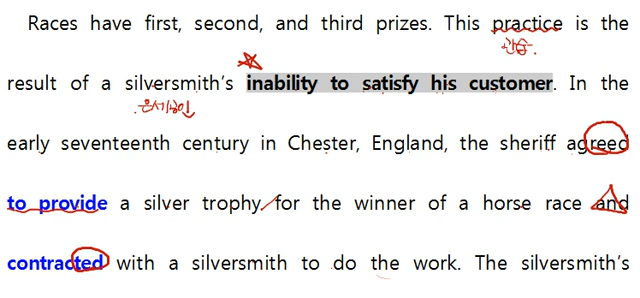 Races have first, second, and third prizes. This practice is the
관습.
result of a silversmith's inability to satisfy his customer. In the
은세공인
early seventeenth century in Chester, England, the sheriff agreed
to provide a silver trophy for the winner of a horse race and
contracted with a silversmith to do the work. The silversmith's